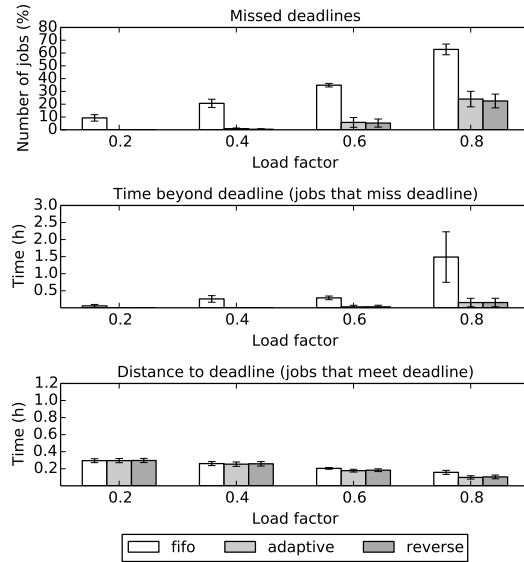 Missed deadlines
Number of jobs (%)
80
70
60
50
40
30
20
10
0
0.2 0.4 0.6 0.8
Load factor
Time beyond deadline (jobs that miss deadline)
Time (h)
3.0
2.5
2.0
1.5
1.0
0.5
0.2 0.4 0.6 0.8
Load factor
Distance to deadline (jobs that meet deadline)
Time (h)
1.2
1.0
0.8
0.6
0.4
0.2
0.2 0.4 0.6 0.8
Load factor
fifo adaptive reverse